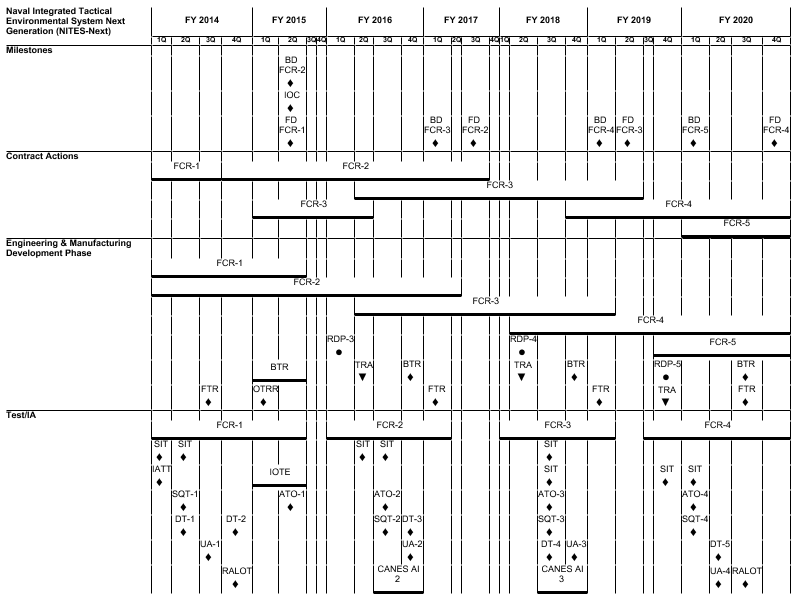 Naval Integrated Tactical
Environmental System Next
Generation (NITES-Next)
FY 2014 FY 2015 FY 2016 FY 2017 FY 2018 FY 2019 FY 2020
1Q 2Q 3Q 4Q 1Q 2Q 3Q 4Q 1Q 2Q 3Q 4Q 1Q 2Q 3Q 4Q 1Q 2Q 3Q 4Q 1Q 2Q 3Q 4Q 1Q 2Q 3Q 4Q
Milestones
BD
FCR-2
IOC
FD BD FD BD FD BD FD
FCR-1 FCR-3 FCR-2 FCR-4 FCR-3 FCR-5 FCR-4
Contract Actions
FCR-1 FCR-2
FCR-3
FCR-3 FCR-4
FCR-5
Engineering & Manufacturing
Development Phase
FCR-1
FCR-2
FCR-3
FCR-4
RDP-3 RDP-4 FCR-5
BTR TRA BTR TRA BTR RDP-5 BTR
FTR OTRR FTR FTR TRA FTR
Test/IA
FCR-1 FCR-2 FCR-3 FCR-4
SIT SIT SIT SIT SIT
IATT IOTE SIT SIT SIT
SQT-1 ATO-1 ATO-2 ATO-3 ATO-4
DT-1 DT-2 SQT-2 DT-3 SQT-3 SQT-4
UA-1 UA-2 DT-4 UA-3 DT-5
RALOT CANES AI
2 CANES AI
3 UA-4 RALOT